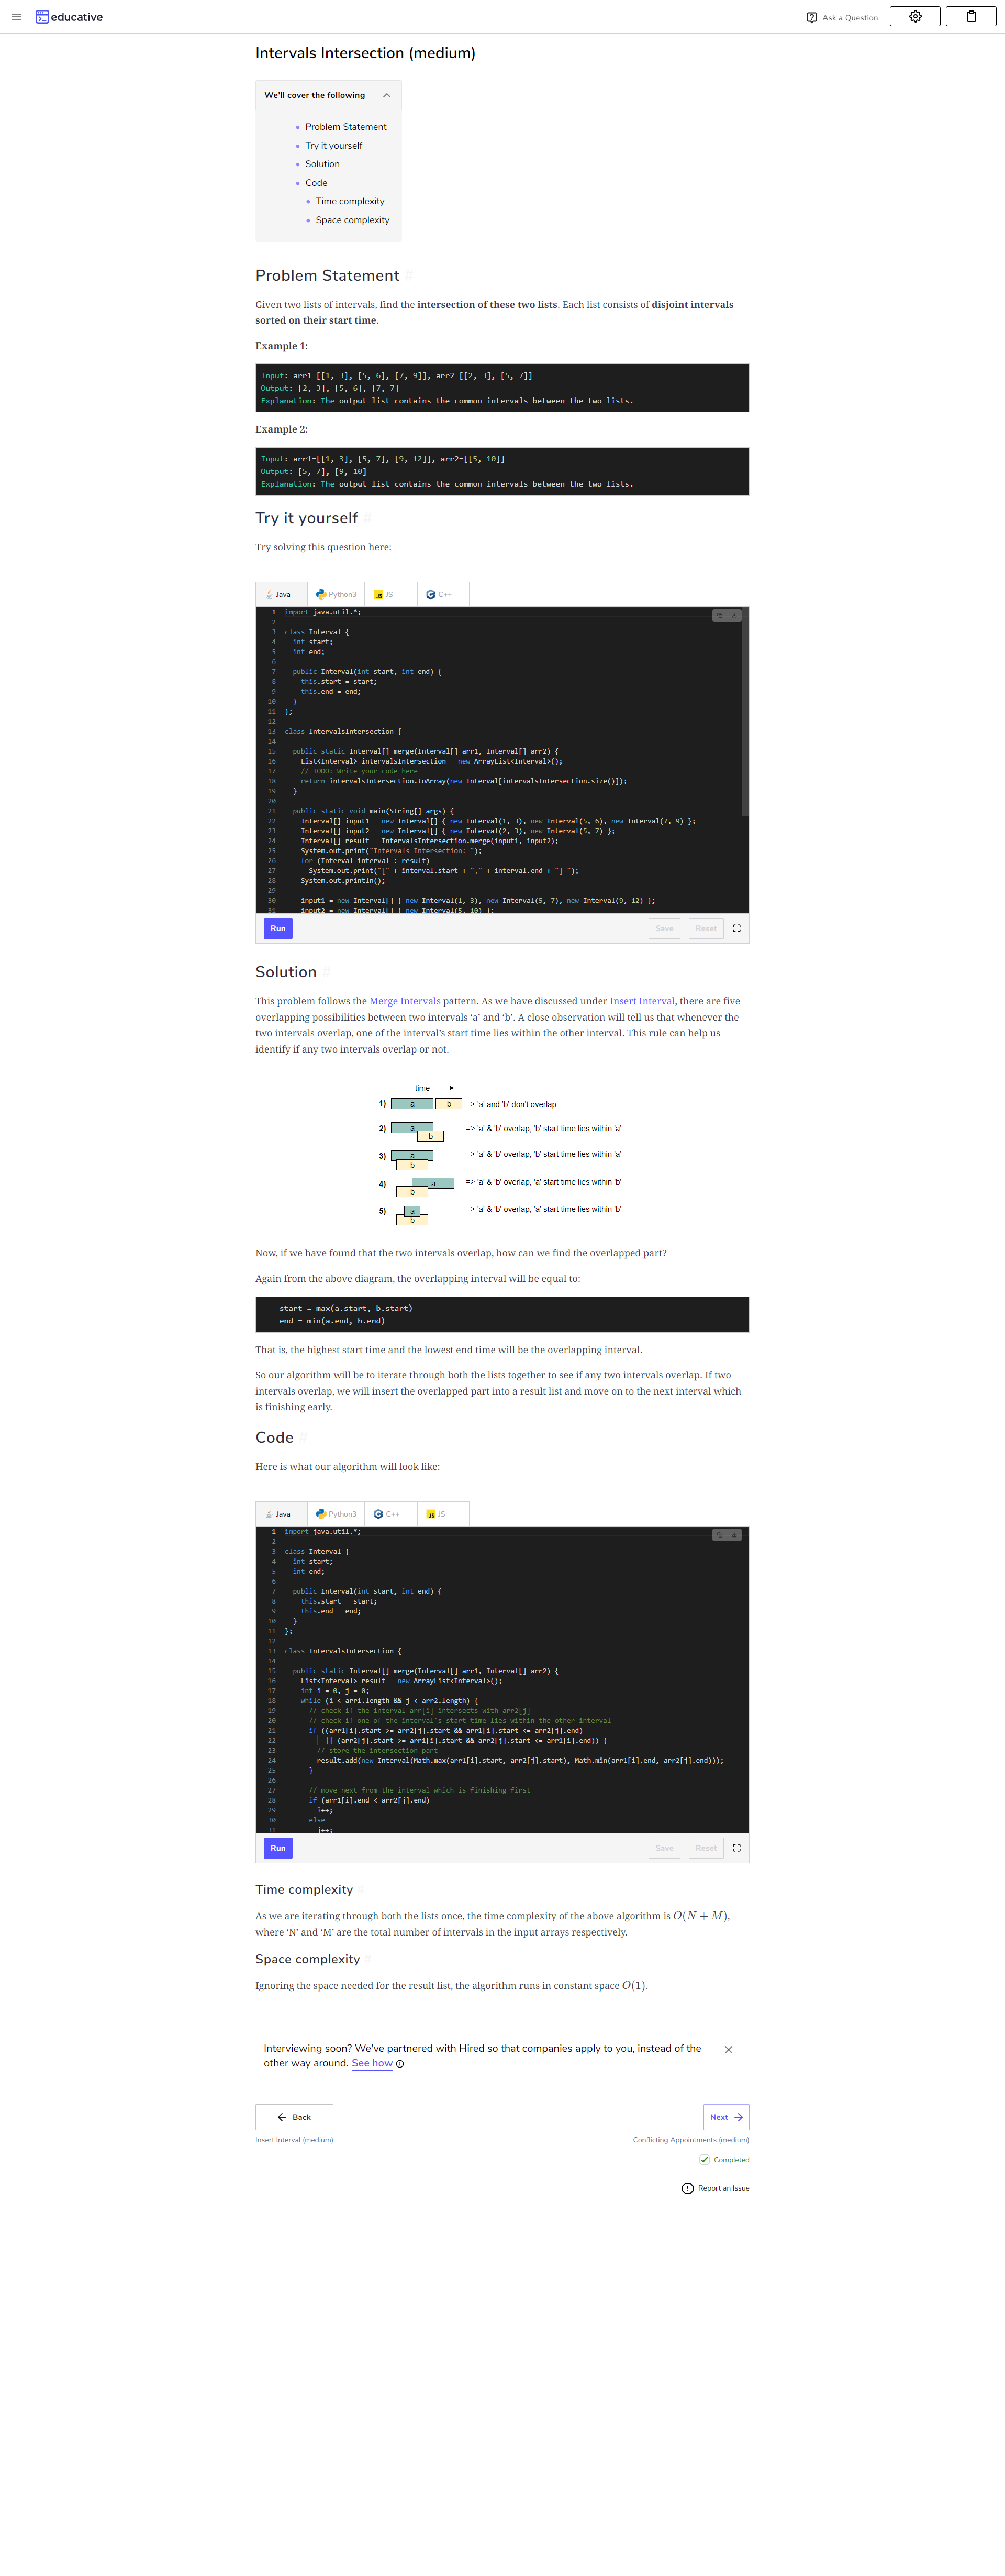 educative
Ask a Question
Intervals Intersection (medium)
We'll cover the following
Problem Statement
Try it yourself
Solution
Code
Time complexity
Space complexity
Problem Statement #
Given two lists of intervals, find the intersection of these two lists. Each list consists of disjoint intervals
sorted on their start time.
Example 1:
Input: arr1=[[1, 3], [5, 6], [7, 9]], arr2=[[2, 3], [5, 7]]
Output: [2, 3], [5, 6], [7, 7]
Explanation: The output list contains the common intervals between the two lists.
Example 2:
Input: arr1=[[1, 3], [5, 7], [9, 12]], arr2=[[5, 10]]
Output: [5, 7], [9, 10]
Explanation: The output list contains the common intervals between the two lists.
Try it yourself #
Try solving this question here:
Java Python3 JS C++
1 import java.util.*;
2
3 class Interval {
4 int start;
5 int end;
6
7 public Interval(int start, int end) {
8 this.start = start;
9 this.end = end;
10 }
11 };
12
13 class IntervalsIntersection {
14
15 public static Interval[] merge(Interval[] arr1, Interval[] arr2) {
16 List<Interval> intervalsIntersection = new ArrayList<Interval>();
17 // TODO: Write your code here
18 return intervalsIntersection.toArray(new Interval[intervalsIntersection.size()]);
19 }
20
21 public static void main(String[] args) {
22 Interval[] input1 = new Interval[] { new Interval(1, 3), new Interval(5, 6), new Interval(7, 9) };
23 Interval[] input2 = new Interval[] { new Interval(2, 3), new Interval(5, 7) };
24 Interval[] result = IntervalsIntersection.merge(input1, input2);
25 System.out.print("Intervals Intersection: ");
26 for (Interval interval : result)
27 System.out.print("[" + interval.start + "," + interval.end + "] ");
28 System.out.println();
29
30 input1 = new Interval[] { new Interval(1, 3), new Interval(5, 7), new Interval(9, 12) };
31 input2 = new Interval[] { new Interval(5, 10) };
Run Save Reset
Solution #
This problem follows the Merge Intervals pattern. As we have discussed under Insert Interval, there are five
overlapping possibilities between two intervals ‘a’ and ‘b’. A close observation will tell us that whenever the
two intervals overlap, one of the interval’s start time lies within the other interval. This rule can help us
identify if any two intervals overlap or not.
time
1) a b => 'a' and 'b' don't overlap
2) a b => 'a' & 'b' overlap, 'b' start time lies within 'a'
3) a b => 'a' & 'b' overlap, 'b' start time lies within 'a'
4) a b => 'a' & 'b' overlap, 'a' start time lies within 'b'
5) a b => 'a' & 'b' overlap, 'a' start time lies within 'b'
Now, if we have found that the two intervals overlap, how can we find the overlapped part?
Again from the above diagram, the overlapping interval will be equal to:
start = max(a.start, b.start)
end = min(a.end, b.end)
That is, the highest start time and the lowest end time will be the overlapping interval.
So our algorithm will be to iterate through both the lists together to see if any two intervals overlap. If two
intervals overlap, we will insert the overlapped part into a result list and move on to the next interval which
is finishing early.
Code #
Here is what our algorithm will look like:
Java Python3 C++ JS
1 import java.util.*;
2
3 class Interval {
4 int start;
5 int end;
6
7 public Interval(int start, int end) {
8 this.start = start;
9 this.end = end;
10 }
11 };
12
13 class IntervalsIntersection {
14
15 public static Interval[] merge(Interval[] arr1, Interval[] arr2) {
16 List<Interval> result = new ArrayList<Interval>();
17 int i = 0, j = 0;
18 while (i < arr1.length && j < arr2.length) {
19 // check if the interval arr[i] intersects with arr2[j]
20 // check if one of the interval's start time lies within the other interval
21 if ((arr1[i].start >= arr2[j].start && arr1[i].start <= arr2[j].end)
22 || (arr2[j].start >= arr1[i].start && arr2[j].start <= arr1[i].end)) {
23 // store the intersection part
24 result.add(new Interval(Math.max(arr1[i].start, arr2[j].start), Math.min(arr1[i].end, arr2[j].end)));
25 }
26
27 // move next from the interval which is finishing first
28 if (arr1[i].end < arr2[j].end)
29 i++;
30 else
31 j++;
Run Save Reset
Time complexity #
As we are iterating through both the lists once, the time complexity of the above algorithm is O(N + M),
where ‘N’ and ‘M’ are the total number of intervals in the input arrays respectively.
Space complexity #
Ignoring the space needed for the result list, the algorithm runs in constant space O(1).
Interviewing soon? We've partnered with Hired so that companies apply to you, instead of the
other way around. See how
Back Next
Insert Interval (medium) Conflicting Appointments (medium)
Completed
Report an Issue